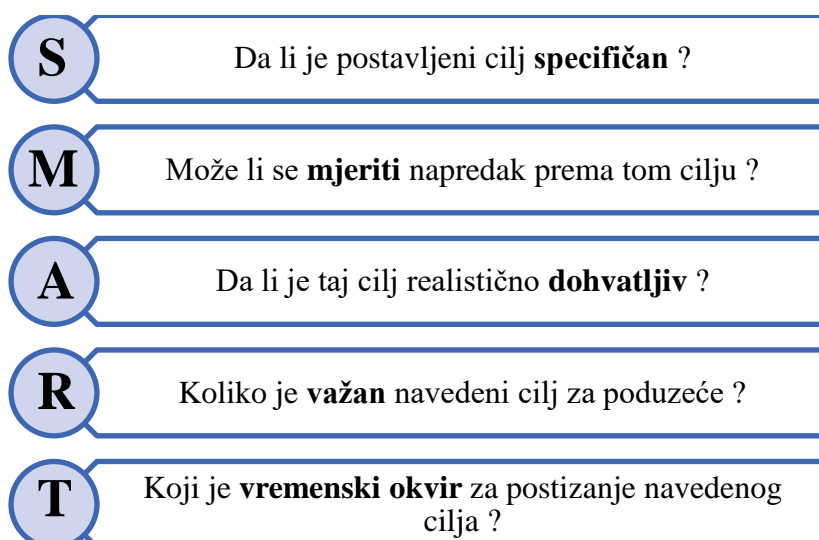 S
Da li je postavljeni cilj specifičan ?
M
Može li se mjeriti napredak prema tom cilju ?
A
Da li je taj cilj realistično dohvatljiv ?
R
Koliko je važan navedeni cilj za poduzeće ?
T
Koji je vremenski okvir za postizanje navedenog
cilja ?